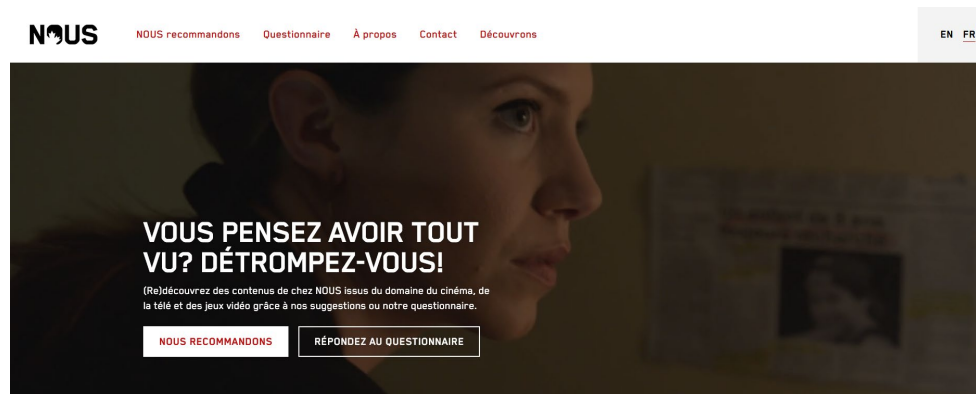 NOUS
NOUS recommandons Questionnaire À propos Contact Découvrons
EN FR
VOUS PENSEZ AVOIR TOUT
VU? DÉTROMPEZ-VOUS!
(Re)découvrez des contenus de chez NOUS issus du domaine du cinéma, de
la télé et des jeux vidéo grâce à nos suggestions ou notre questionnaire.
NOUS RECOMMANDONS RÉPONDEZ AU QUESTIONNAIRE